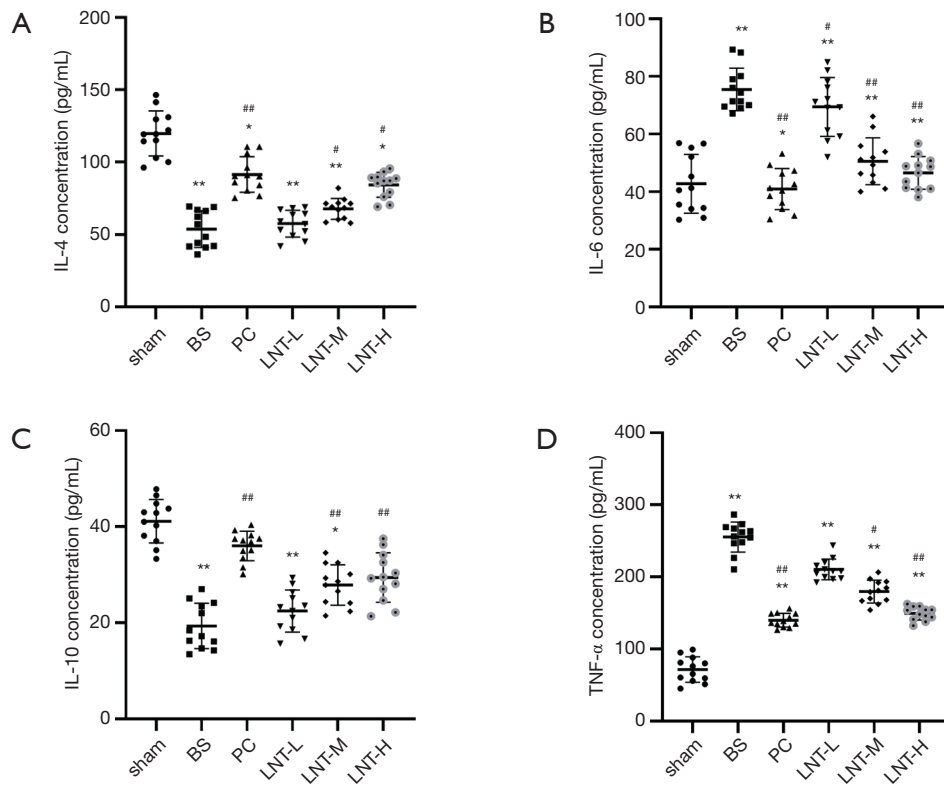 A
IL-4 concentration (pg/mL)
200
150
100
50
0
**
##
*
**
#
**
#
*
sham
BS
PC
LNT-L
LNT-M
LNT-H
B
IL-6 concentration (pg/mL)
100
80
60
40
20
0
**
##
*
#
**
##
**
##
**
sham
BS
PC
LNT-L
LNT-M
LNT-H
C
IL-10 concentration (pg/mL)
60
40
20
0
**
##
**
##
*
##
sham
BS
PC
LNT-L
LNT-M
LNT-H
D
TNF-α concentration (pg/mL)
400
300
200
100
0
**
##
**
**
#
**
##
**
sham
BS
PC
LNT-L
LNT-M
LNT-H